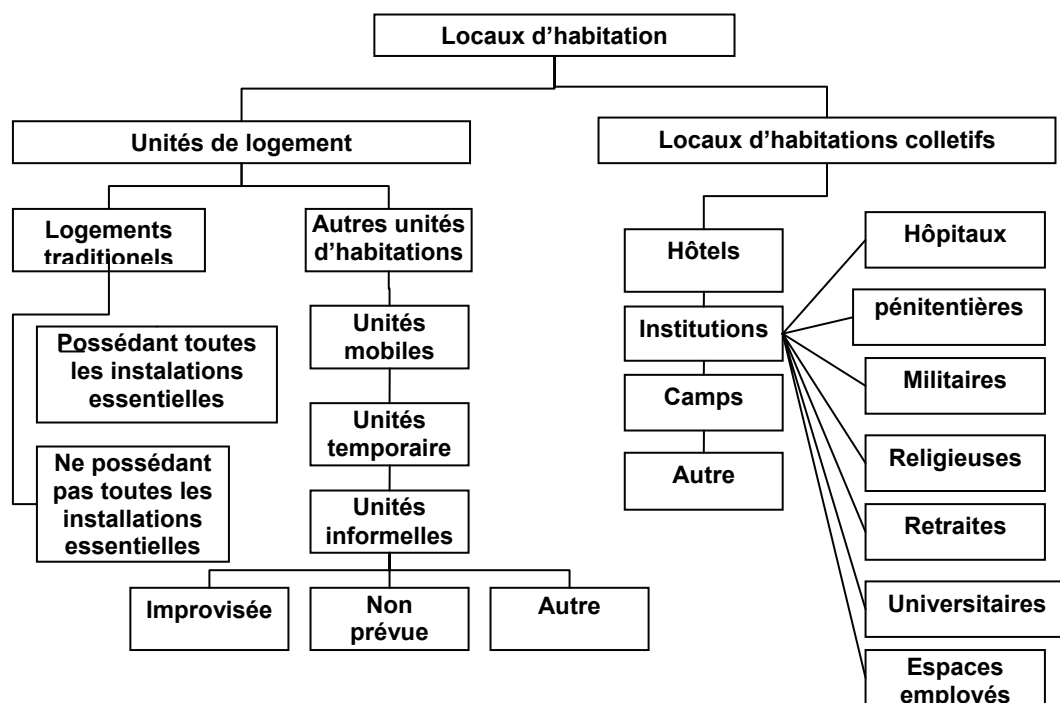 Locaux d’habitation
Unités de logement
Locaux d’habitations colletifs
Logements
traditionels
Autres unités
d’habitations
Possédant toutes
les instalations
essentielles
Ne possédant
pas toutes les
installations
essentielles
Unités
mobiles
Unités
temporaire
Unités
informelles
Improvisée
Non
prévue
Autre
Hôtels
Institutions
Camps
Autre
Hôpitaux
pénitentières
Militaires
Religieuses
Retraites
Universitaires
Espaces
employés